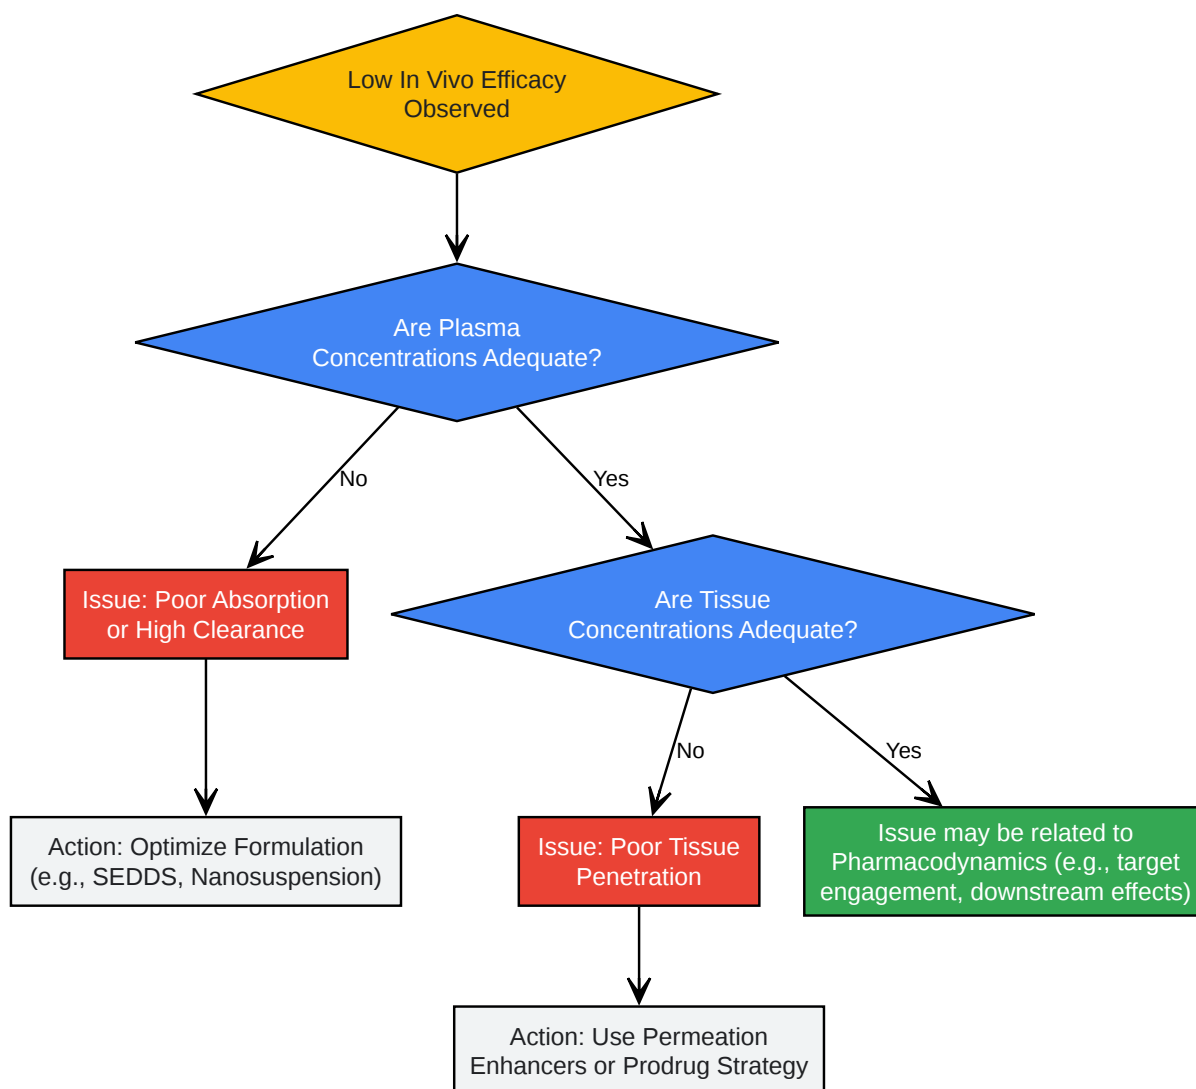 Low In Vivo Efficacy
Observed
Are Plasma
Concentrations Adequate?
No
Yes
Issue: Poor Absorption
or High Clearance
Are Tissue
Concentrations Adequate?
No
Yes
Action: Optimize Formulation
(e.g., SEDDS, Nanosuspension)
Issue: Poor Tissue
Penetration
Issue may be related to
Pharmacodynamics (e.g., target
engagement, downstream effects)
Action: Use Permeation
Enhancers or Prodrug Strategy